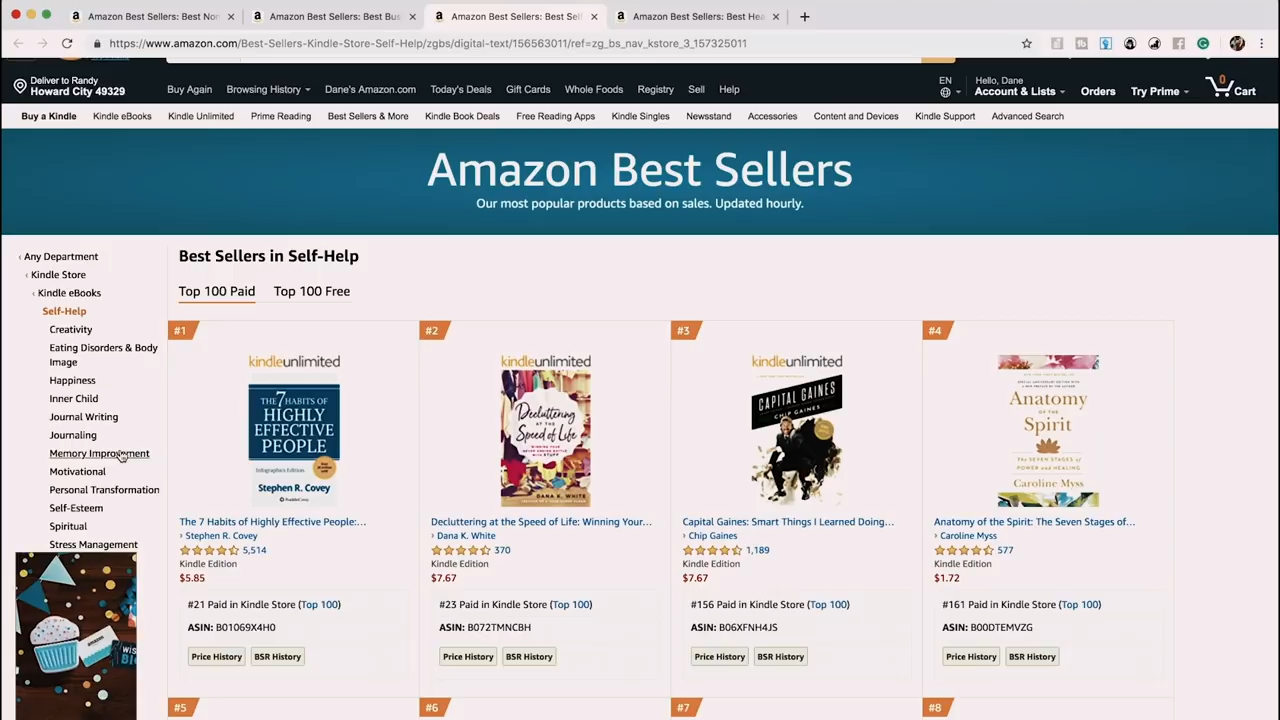 Amazon Best Sellers: Best Non
Amazon Best Sellers: Best Bus
Amazon Best Sellers: Best Sel
Amazon Best Sellers: Best Hea
https://www.amazon.com/Best-Sellers-Kindle-Store-Self-Help/zgbs/digital-text/156563011/ref=zg_bs_nav_kstore_3_157325011
Deliver to Randy
Howard City 49329
Buy Again
Browsing History
Dane's Amazon.com
Today's Deals
Gift Cards
Whole Foods
Registry
Sell
Help
EN
Hello, Dane
Account & Lists
Orders
Try Prime
0
Cart
Buy a Kindle
Kindle eBooks
Kindle Unlimited
Prime Reading
Best Sellers & More
Kindle Book Deals
Free Reading Apps
Kindle Singles
Newsstand
Accessories
Content and Devices
Kindle Support
Advanced Search
Amazon Best Sellers
Our most popular products based on sales. Updated hourly.
‹ Any Department
‹ Kindle Store
‹ Kindle eBooks
Self-Help
Creativity
Eating Disorders & Body
Image
Happiness
Inner Child
Journal Writing
Journaling
Memory Improvement
Motivational
Personal Transformation
Self-Esteem
Spiritual
Stress Management
Best Sellers in Self-Help
Top 100 Paid
Top 100 Free
#1
kindleunlimited
THE 7 HABITS OF
HIGHLY
EFFECTIVE
PEOPLE
Infographics Edition
Stephen R. Covey
The 7 Habits of Highly Effective People:...
› Stephen R. Covey
5,514
Kindle Edition
$5.85
#21 Paid in Kindle Store (Top 100)
ASIN: B01069X4H0
Price History
BSR History
#2
kindleunlimited
Decluttering
AT THE
Speed of Life
DANA K. WHITE
Decluttering at the Speed of Life: Winning Your...
› Dana K. White
370
Kindle Edition
$7.67
#23 Paid in Kindle Store (Top 100)
ASIN: B072TMNCBH
Price History
BSR History
#3
kindleunlimited
CAPITAL GAINES
CHIP GAINES
Capital Gaines: Smart Things I Learned Doing...
› Chip Gaines
1,189
Kindle Edition
$7.67
#156 Paid in Kindle Store (Top 100)
ASIN: B06XFNH4JS
Price History
BSR History
#4
Anatomy
of the
Spirit
THE SEVEN STAGES OF
POWER AND HEALING
Caroline Myss
Anatomy of the Spirit: The Seven Stages of...
› Caroline Myss
577
Kindle Edition
$1.72
#161 Paid in Kindle Store (Top 100)
ASIN: B00DTEMVZG
Price History
BSR History
#5
#6
#7
#8